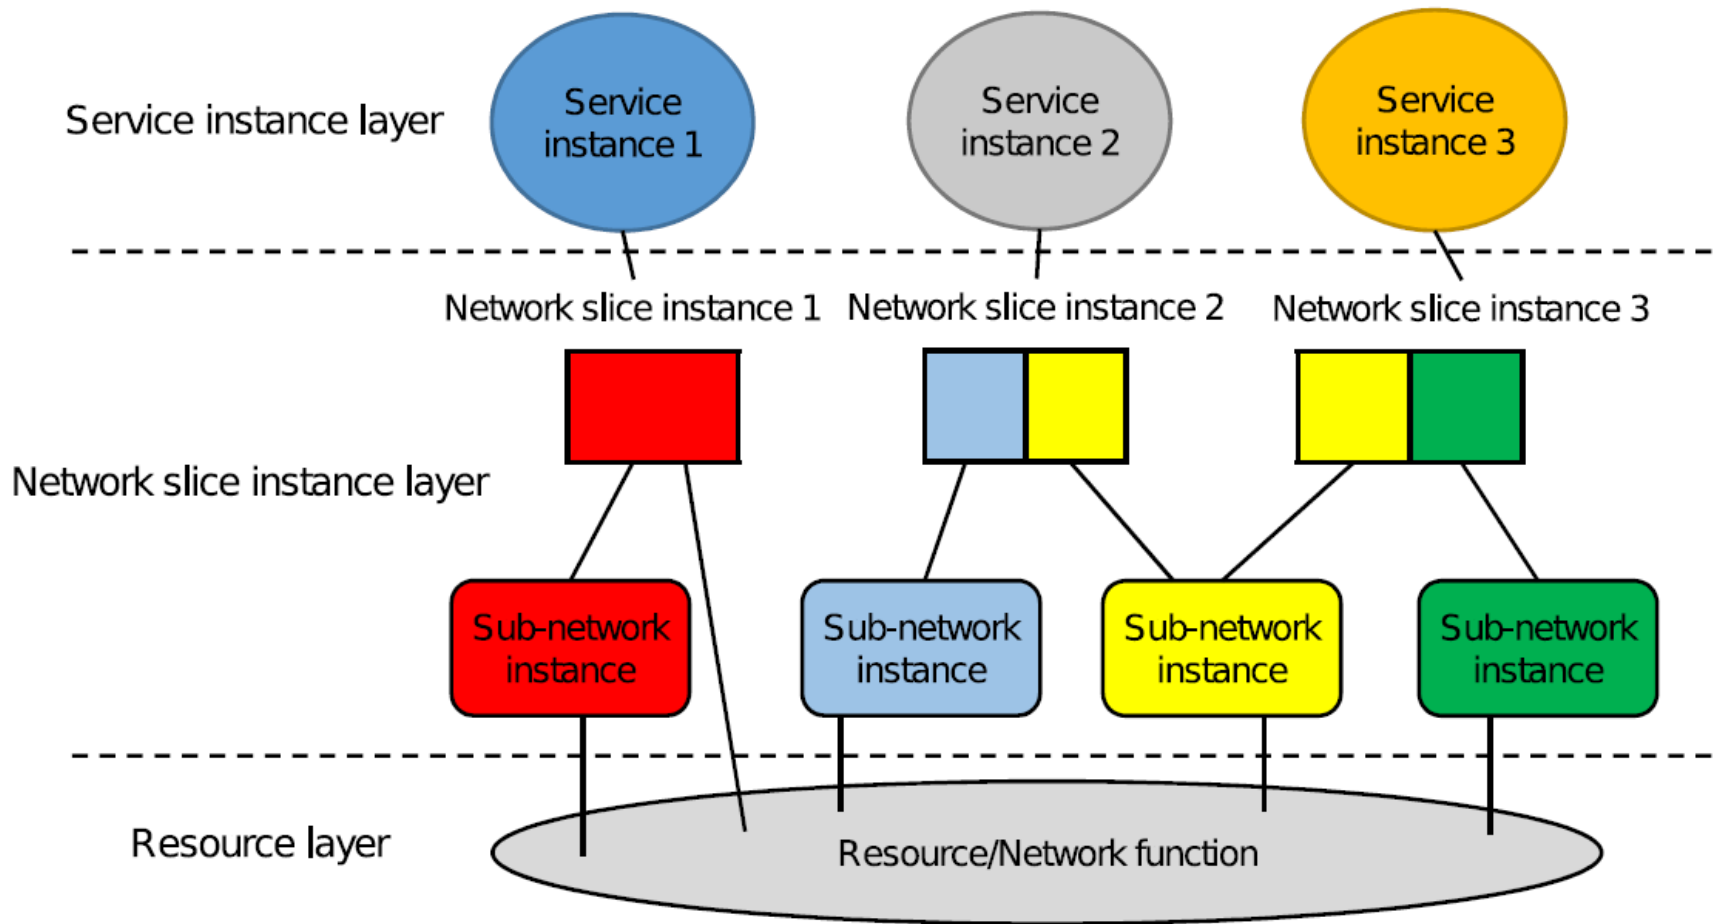 Service instance layer
Service
instance 1
Service
instance 2
Service
instance 3
Network slice instance 1
Network slice instance 2
Network slice instance 3
Network slice instance layer
Sub-network
instance
Sub-network
instance
Sub-network
instance
Sub-network
instance
Resource layer
Resource/Network function